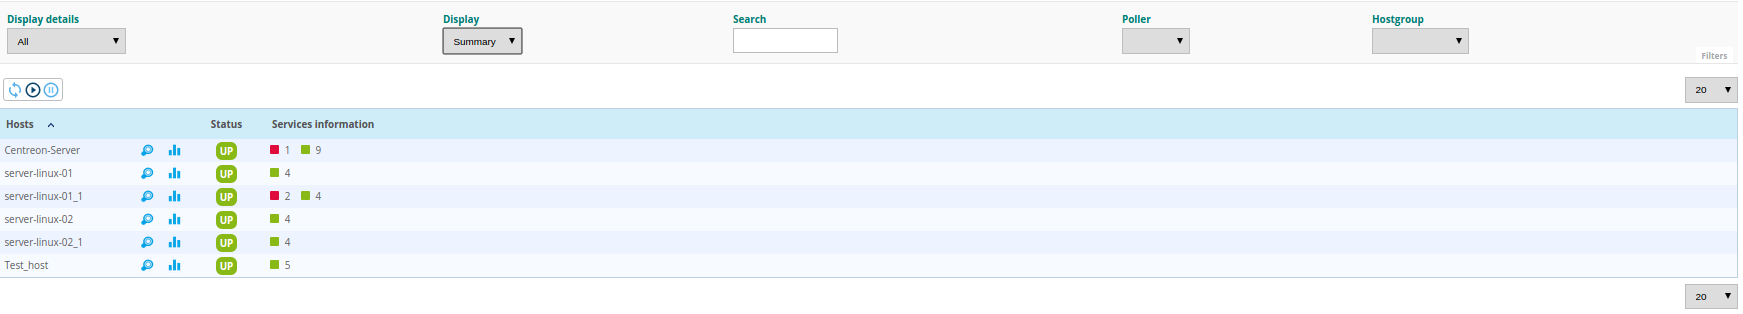 Display details Display Search Poller Hostgroup
All Summary
Filters
20
Hosts Status Services information
Centreon-Server UP 1 9
server-linux-01 UP 4
server-linux-01_1 UP 2 4
server-linux-02 UP 4
server-linux-02_1 UP 4
Test_host UP 5
20